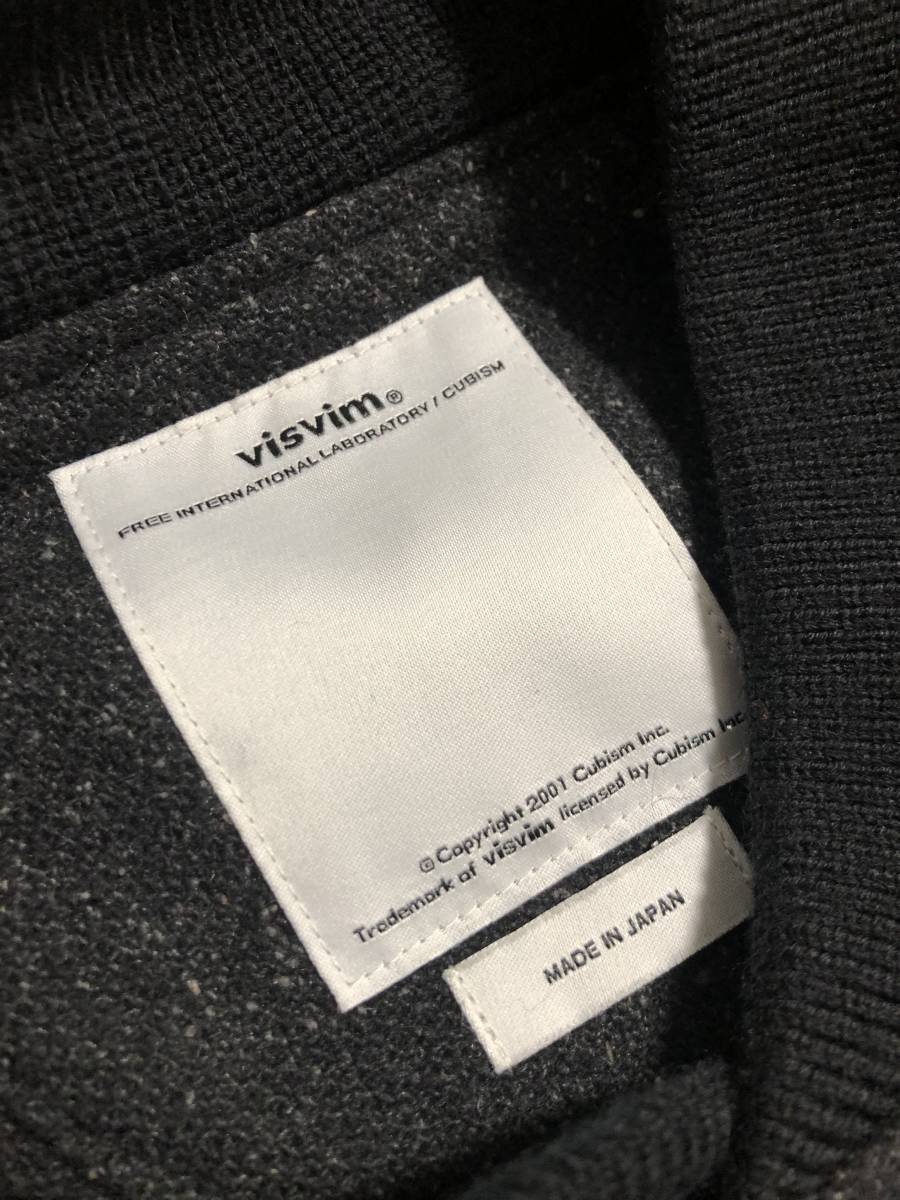 visvim®
FREE INTERNATIONAL LABORATORY / CUBISM
©Copyright 2001 Cubism Inc.
Trademark of visvim licensed by Cubism Inc.
MADE IN JAPAN